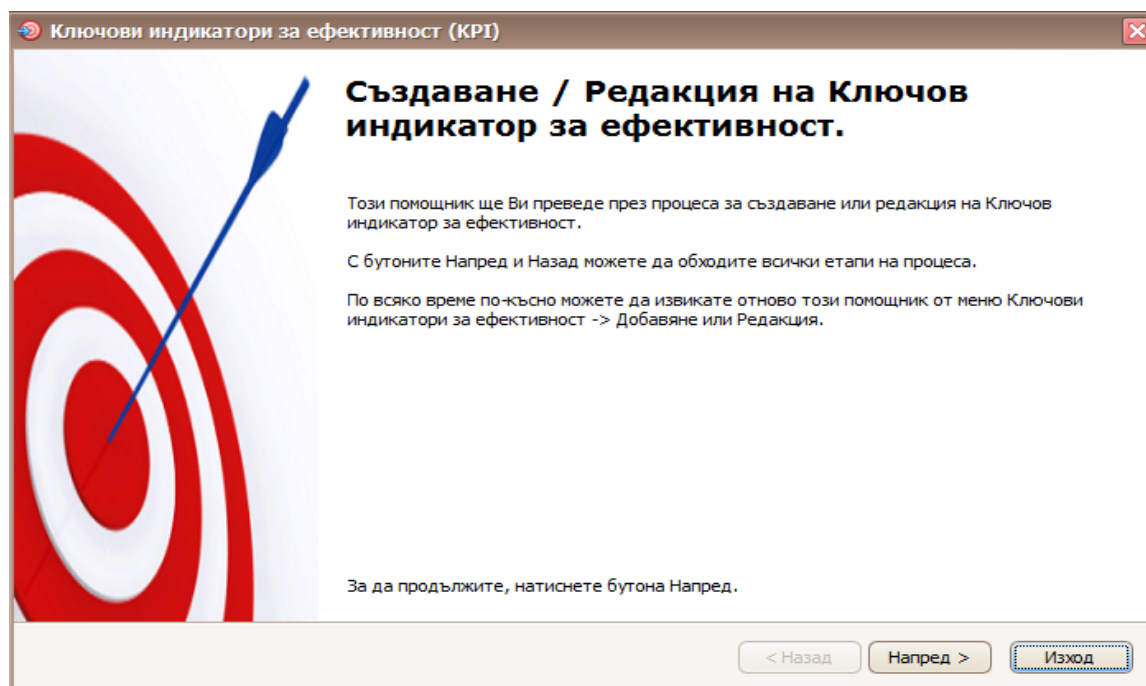 Ключови индикатори за ефективност (KPI)
Създаване / Редакция на Ключов
индикатор за ефективност.
Този помощник ще Ви преведе през процеса за създаване или редакция на Ключов
индикатор за ефективност.
С бутоните Напред и Назад можете да обходите всички етапи на процеса.
По всяко време по-късно можете да извикате отново този помощник от меню Ключови
индикатори за ефективност -> Добавяне или Редакция.
За да продължите, натиснете бутона Напред.
< Назад Напред > Изход